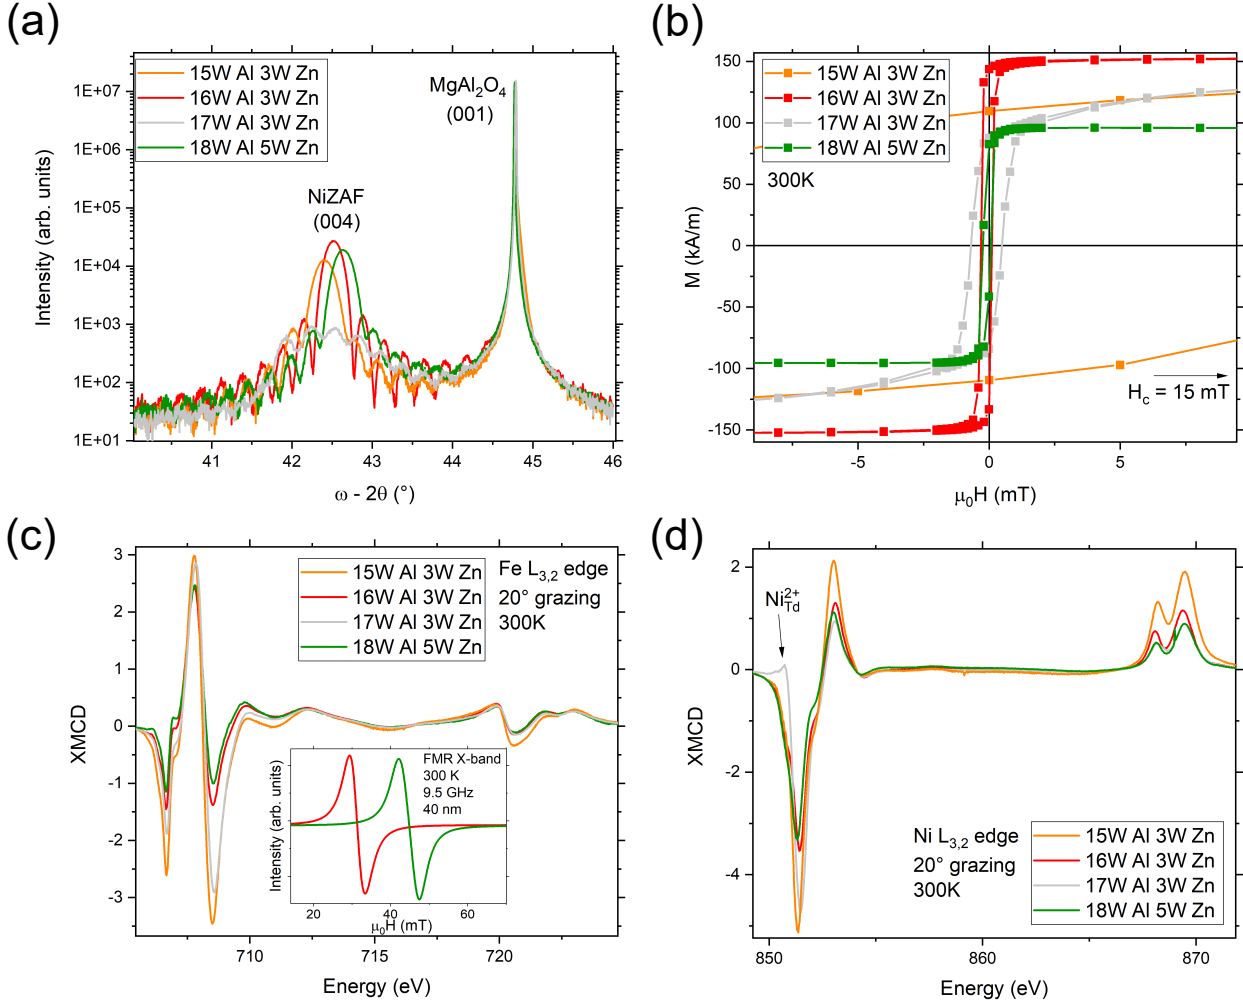 (a)
15W Al 3W Zn
16W Al 3W Zn
17W Al 3W Zn
18W Al 5W Zn
MgAl₂O₄
(001)
NiZAF
(004)
1E+07
1E+06
1E+05
1E+04
1E+03
1E+02
1E+01
Intensity (arb. units)
41
42
43
44
45
46
ω - 2θ (°)
(b)
15W Al 3W Zn
16W Al 3W Zn
17W Al 3W Zn
18W Al 5W Zn
300K
150
100
50
0
-50
-100
-150
M (kA/m)
H꜀ = 15 mT
-5
0
5
μ₀H (mT)
(c)
15W Al 3W Zn
16W Al 3W Zn
17W Al 3W Zn
18W Al 5W Zn
Fe L₃,₂ edge
20° grazing
300K
3
2
1
0
-1
-2
-3
XMCD
FMR X-band
300 K
9.5 GHz
40 nm
Intensity (arb. units)
20
40
60
μ₀H (mT)
710
715
720
Energy (eV)
(d)
Ni²⁺Td
2
0
-2
-4
XMCD
Ni L₃,₂ edge
20° grazing
300K
15W Al 3W Zn
16W Al 3W Zn
17W Al 3W Zn
18W Al 5W Zn
850
860
870
Energy (eV)